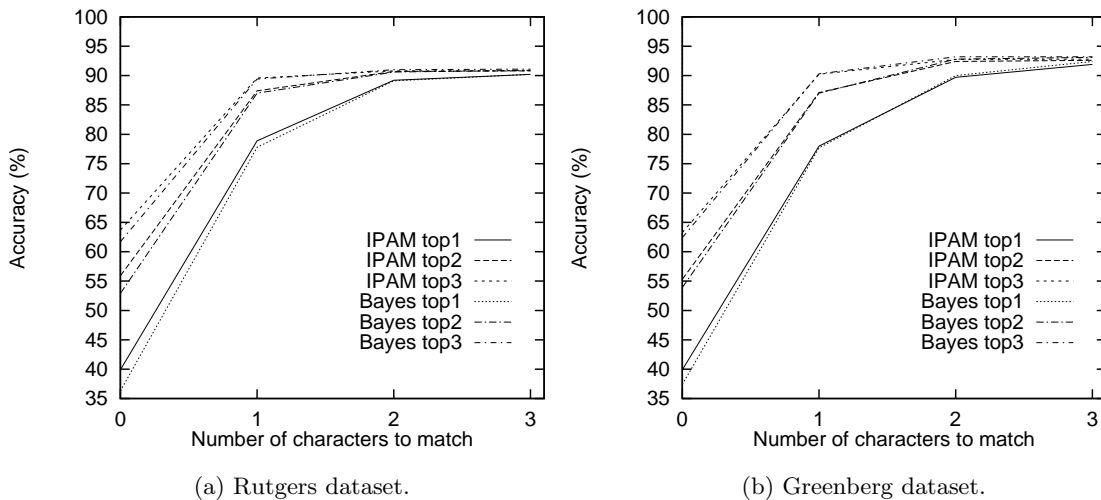 100
95
90
85
80
75
70
65
60
55
50
45
40
35
0
1
2
3
Accuracy (%)
Number of characters to match
IPAM top1
IPAM top2
IPAM top3
Bayes top1
Bayes top2
Bayes top3
(a) Rutgers dataset.
100
95
90
85
80
75
70
65
60
55
50
45
40
35
0
1
2
3
Accuracy (%)
Number of characters to match
IPAM top1
IPAM top2
IPAM top3
Bayes top1
Bayes top2
Bayes top3
(b) Greenberg dataset.